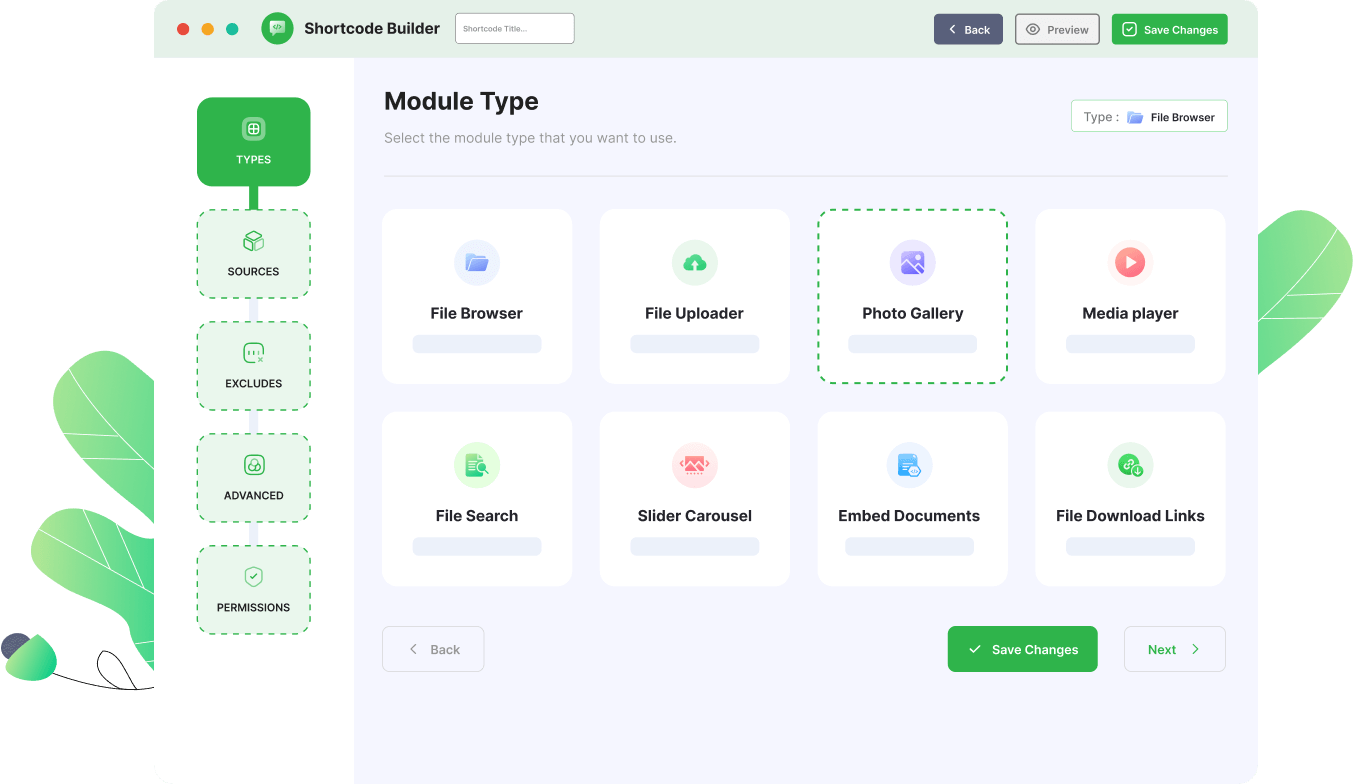 Shortcode Builder
Shortcode Title...
Back
Preview
Save Changes
TYPES
SOURCES
EXCLUDES
ADVANCED
PERMISSIONS
Module Type
Select the module type that you want to use.
Type : File Browser
File Browser
File Uploader
Photo Gallery
Media player
File Search
Slider Carousel
Embed Documents
File Download Links
Back
Save Changes
Next